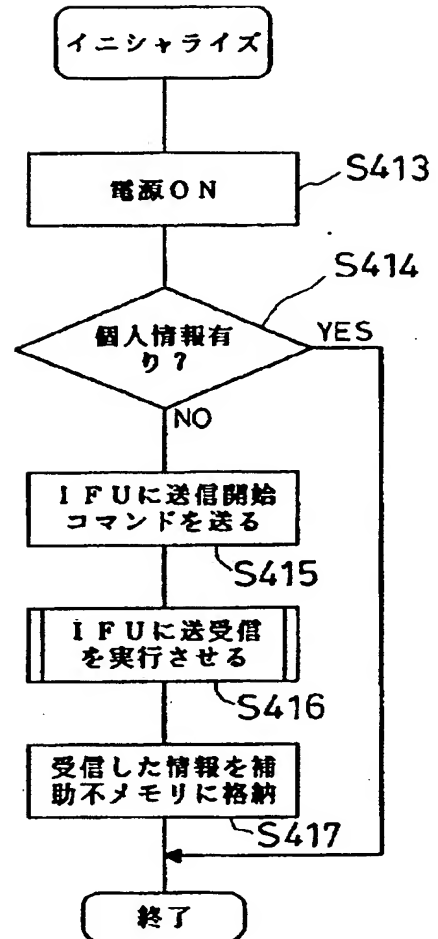 イニシャライズ
電源ON
S413
S414
個人情報有
り?
YES
NO
IFUに送信開始
コマンドを送る
S415
IFUに送受信
を実行させる
S416
受信した情報を補
助不メモリに格納
S417
終了